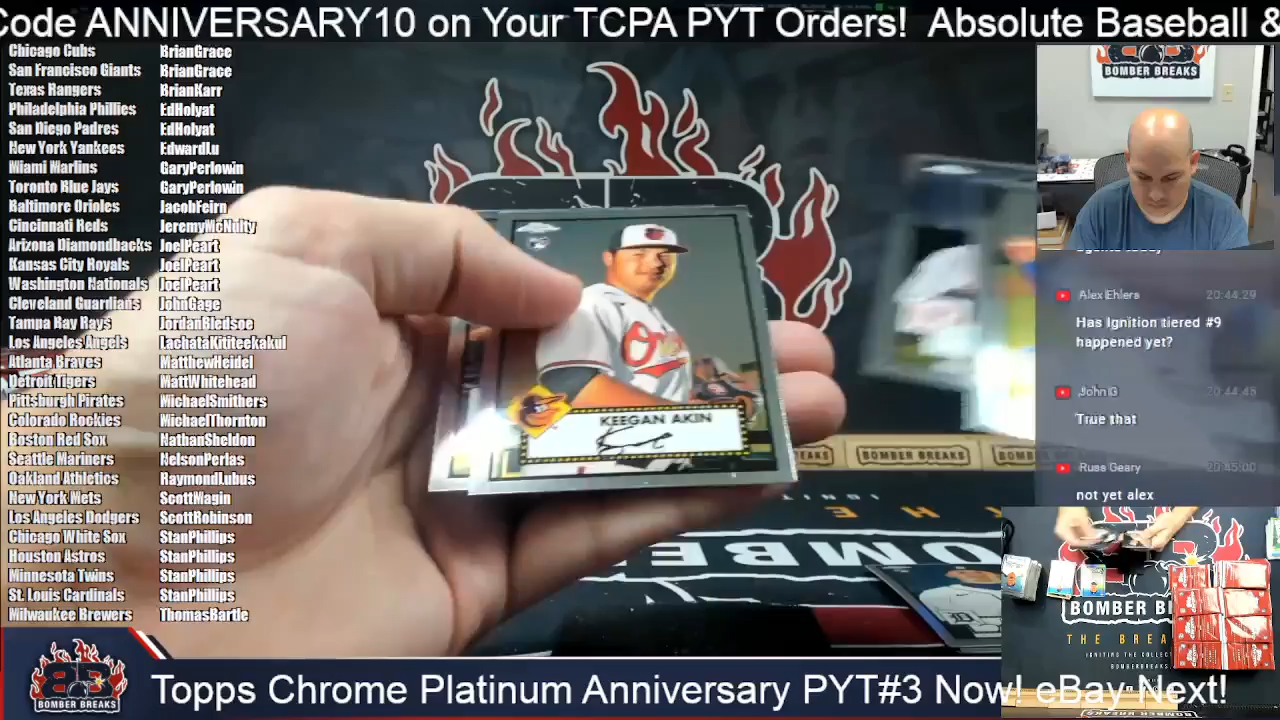 Code ANNIVERSARY10 on Your TCPA PYT Orders! Absolute Baseball &
Chicago Cubs BrianGrace
San Francisco Giants BrianGrace
Texas Rangers BrianKarr
Philadelphia Phillies EdHolyat
San Diego Padres EdHolyat
New York Yankees EdwardLu
Miami Marlins GaryPerlowin
Toronto Blue Jays GaryPerlowin
Baltimore Orioles JacobFeirn
Cincinnati Reds JeremyMcNulty
Arizona Diamondbacks JoelPeart
Kansas City Royals JoelPeart
Washington Nationals JoelPeart
Cleveland Guardians JohnGage
Tampa Bay Rays JordanBledsoe
Los Angeles Angels LachataKititeekakul
Atlanta Braves MatthewHeidel
Detroit Tigers MattWhitehead
Pittsburgh Pirates MichaelSmithers
Colorado Rockies MichaelThornton
Boston Red Sox NathanSheldon
Seattle Mariners NelsonPerlas
Oakland Athletics RaymondLubus
New York Mets ScottMagin
Los Angeles Dodgers ScottRobinson
Chicago White Sox StanPhillips
Houston Astros StanPhillips
Minnesota Twins StanPhillips
St. Louis Cardinals StanPhillips
Milwaukee Brewers ThomasBartle
KEEGAN AKIN
BOMBER BREAKS
BOMBER BREAKS
Alex Ehlers 20:44:29
Has Ignition tiered #9
happened yet?
John G 20:44:45
True that
Russ Geary 20:45:00
not yet alex
BOMBER
THE BREA
BOMBER BREAKS
Topps Chrome Platinum Anniversary PYT#3 Now! eBay Next!